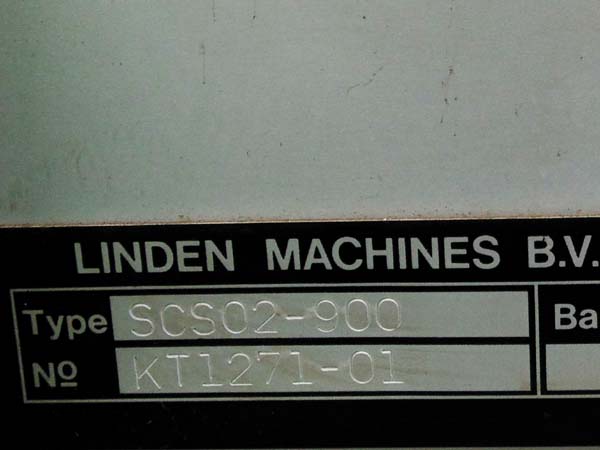 LINDEN MACHINES B.V.
Type SCS02-900 Ba
Nº KT1271-01